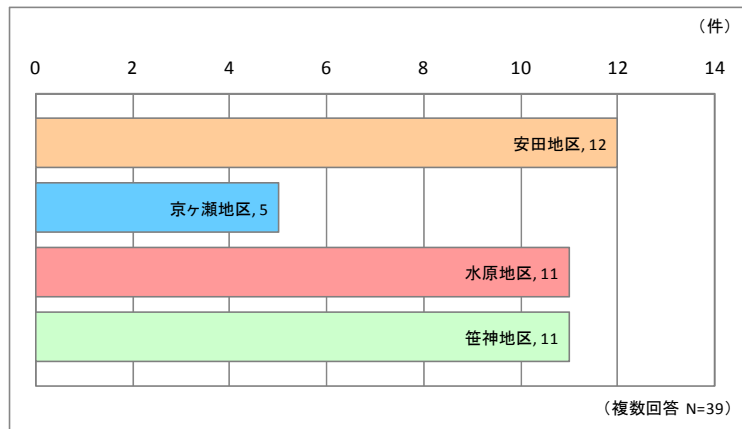 （件）
0 2 4 6 8 10 12 14
安田地区, 12
京ヶ瀬地区, 5
水原地区, 11
笹神地区, 11
（複数回答 N=39）